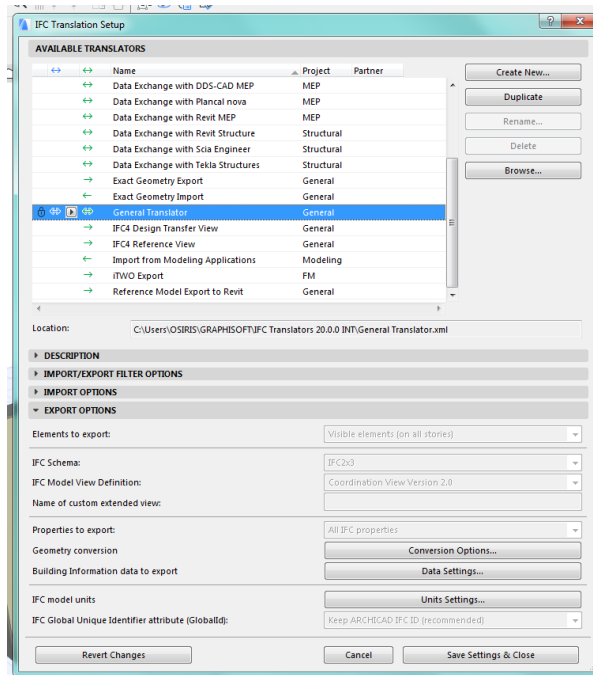 IFC Translation Setup
AVAILABLE TRANSLATORS
Name Project Partner
Create New...
Data Exchange with DDS-CAD MEP MEP
Data Exchange with Plancal nova MEP
Duplicate
Data Exchange with Revit MEP MEP
Rename...
Data Exchange with Revit Structure Structural
Data Exchange with Scia Engineer Structural
Delete
Data Exchange with Tekla Structures Structural
Browse...
Exact Geometry Export General
Exact Geometry Import General
General Translator General
IFC4 Design Transfer View General
IFC4 Reference View General
Import from Modeling Applications Modeling
iTWO Export FM
Reference Model Export to Revit General
Location: C:\Users\OSIRIS\GRAPHISOFT\IFC Translators 20.0.0 INT\General Translator.xml
DESCRIPTION
IMPORT/EXPORT FILTER OPTIONS
IMPORT OPTIONS
EXPORT OPTIONS
Elements to export: Visible elements (on all stories)
IFC Schema: IFC2x3
IFC Model View Definition: Coordination View Version 2.0
Name of custom extended view:
Properties to export: All IFC properties
Geometry conversion Conversion Options...
Building Information data to export Data Settings...
IFC model units Units Settings...
IFC Global Unique Identifier attribute (GlobalId): Keep ARCHICAD IFC ID (recommended)
Revert Changes Cancel Save Settings & Close